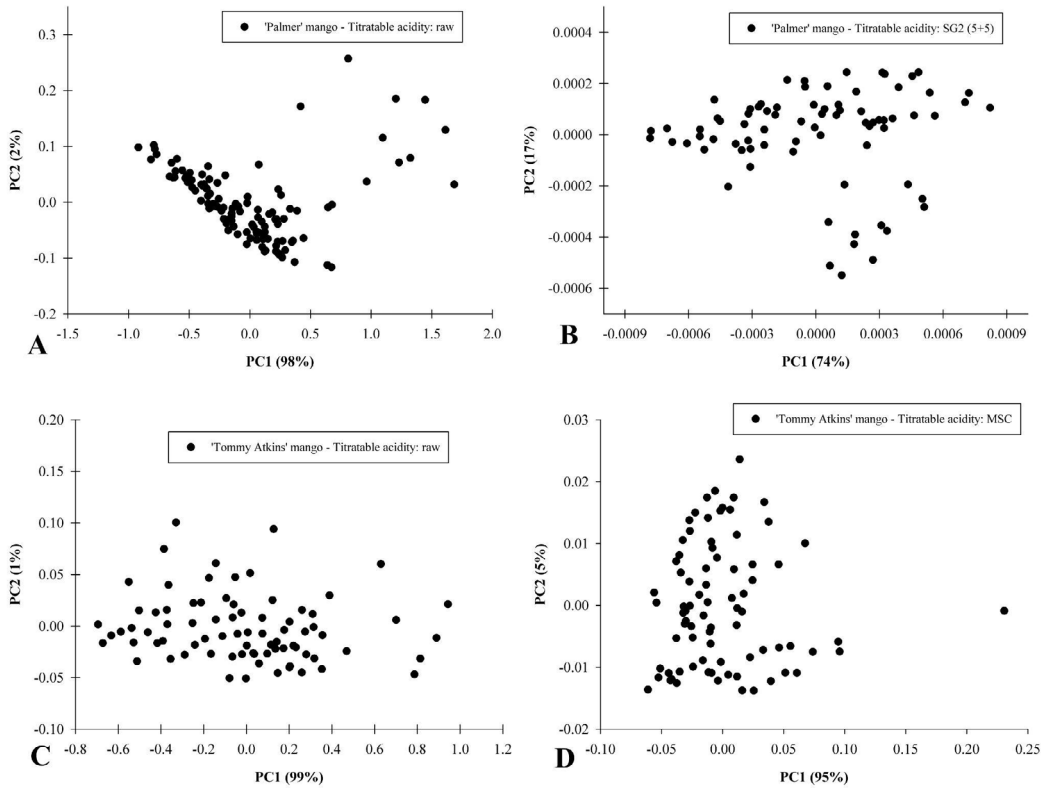 'Palmer' mango - Titratable acidity: raw
0.3
0.2
0.1
0.0
-0.1
-0.2
PC2 (2%)
-1.5 -1.0 -0.5 0.0 0.5 1.0 1.5 2.0
PC1 (98%)
A
'Palmer' mango - Titratable acidity: SG2 (5+5)
0.0004
0.0002
0.0000
-0.0002
-0.0004
-0.0006
PC2 (17%)
-0.0009 -0.0006 -0.0003 0.0000 0.0003 0.0006 0.0009
PC1 (74%)
B
'Tommy Atkins' mango - Titratable acidity: raw
0.20
0.15
0.10
0.05
0.00
-0.05
-0.10
PC2 (1%)
-0.8 -0.6 -0.4 -0.2 0.0 0.2 0.4 0.6 0.8 1.0 1.2
PC1 (99%)
C
'Tommy Atkins' mango - Titratable acidity: MSC
0.03
0.02
0.01
0.00
-0.01
-0.02
PC2 (5%)
-0.10 -0.05 0.00 0.05 0.10 0.15 0.20 0.25
PC1 (95%)
D